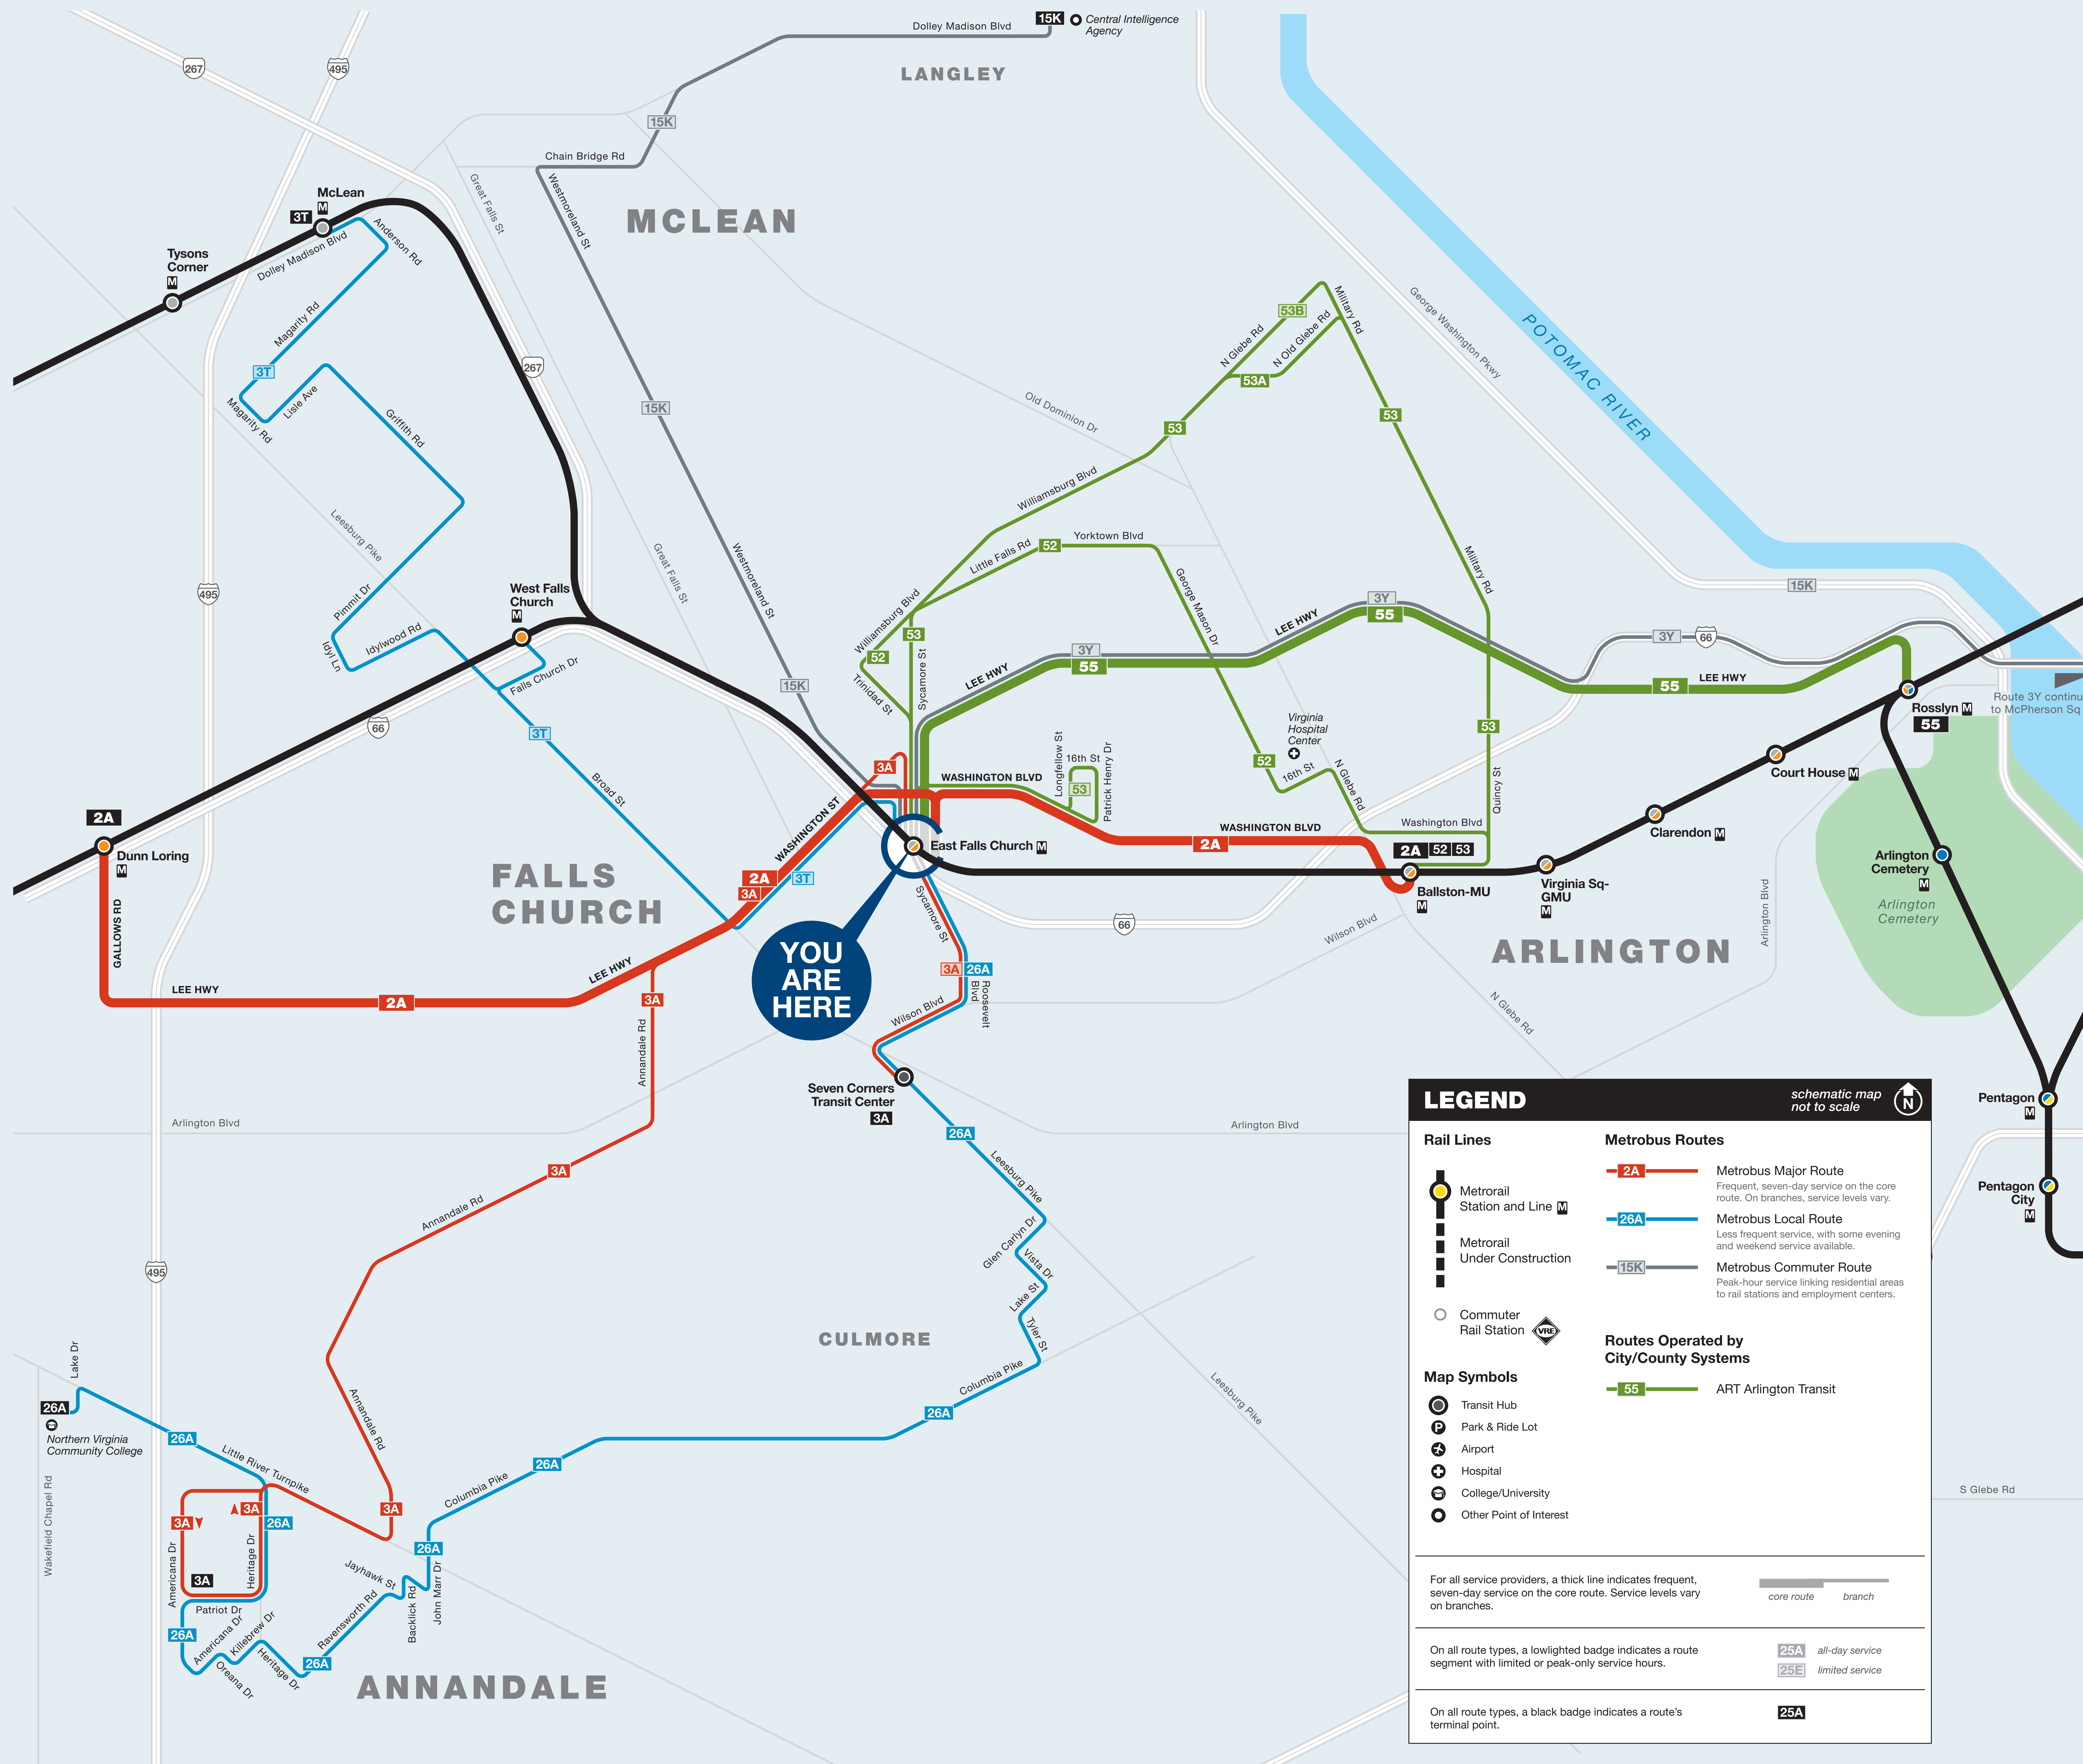 15K
Central Intelligence
Agency
Dolley Madison Blvd
LANGLEY
267
495
15K
Chain Bridge Rd
Great Falls St
Westmoreland St
MCLEAN
McLean
M
3T
Anderson Rd
Dolley Madison Blvd
Tysons
Corner
M
Magarity Rd
3T
Magarity Rd
Lisle Ave
Griffith Rd
267
15K
Old Dominion Dr
53B
Military Rd
N Glebe Rd
N Old Glebe Rd
53A
53
53
George Washington Pkwy
POTOMAC RIVER
Williamsburg Blvd
Leesburg Pike
Great Falls St
Westmoreland St
Little Falls Rd
52
Yorktown Blvd
George Mason Dr
Military Rd
495
Pimmit Dr
Idyl Ln
Idylwood Rd
West Falls
Church
M
Falls Church Dr
Williamsburg Blvd
53
52
Trinidad St
Sycamore St
LEE HWY
3Y
55
LEE HWY
3Y
55
15K
3Y
66
55
LEE HWY
Route 3Y continu
to McPherson Sq
Rosslyn M
55
15K
66
3T
Broad St
3A
WASHINGTON BLVD
Longfellow St
16th St
53
Patrick Henry Dr
Virginia
Hospital
Center
52
16th St
N Glebe Rd
53
Quincy St
Court House M
Clarendon M
2A
Dunn Loring
M
GALLOWS RD
FALLS
CHURCH
WASHINGTON ST
2A
3A
3T
East Falls Church M
2A
WASHINGTON BLVD
Washington Blvd
2A 52 53
Ballston-MU
M
Virginia Sq-
GMU
M
Arlington
Cemetery
M
Arlington
Cemetery
Arlington Blvd
ARLINGTON
YOU
ARE
HERE
Sycamore St
3A
26A
Roosevelt
Blvd
Wilson Blvd
66
Wilson Blvd
N Glebe Rd
LEE HWY
2A
LEE HWY
3A
Annandale Rd
Seven Corners
Transit Center
3A
Arlington Blvd
26A
Leesburg Pike
Arlington Blvd
3A
Annandale Rd
Glen Carlyn Dr
Vista Dr
Lake St
Tyler St
Columbia Pike
CULMORE
Leesburg Pike
495
Lake Dr
26A
Northern Virginia
Community College
Wakefield Chapel Rd
26A
Little River Turnpike
Annandale Rd
26A
26A
Columbia Pike
3A
3A
3A
26A
Americana Dr
Heritage Dr
3A
Patriot Dr
26A
Americana Dr
Oreana Dr
Killebrew Dr
Heritage Dr
26A
Ravensworth Rd
Jayhawk St
Backlick Rd
John Marr Dr
26A
ANNANDALE
Pentagon
M
Pentagon
City
M
S Glebe Rd
LEGEND
schematic map
not to scale
N
Rail Lines
Metrorail
Station and Line M
Metrorail
Under Construction
Commuter
Rail Station VRE
Map Symbols
Transit Hub
P Park & Ride Lot
Airport
Hospital
College/University
Other Point of Interest
Metrobus Routes
2A Metrobus Major Route
Frequent, seven-day service on the core
route. On branches, service levels vary.
26A Metrobus Local Route
Less frequent service, with some evening
and weekend service available.
15K Metrobus Commuter Route
Peak-hour service linking residential areas
to rail stations and employment centers.
Routes Operated by
City/County Systems
55 ART Arlington Transit
For all service providers, a thick line indicates frequent,
seven-day service on the core route. Service levels vary
on branches.
core route branch
On all route types, a lowlighted badge indicates a route
segment with limited or peak-only service hours.
25A all-day service
25E limited service
On all route types, a black badge indicates a route's
terminal point.
25A